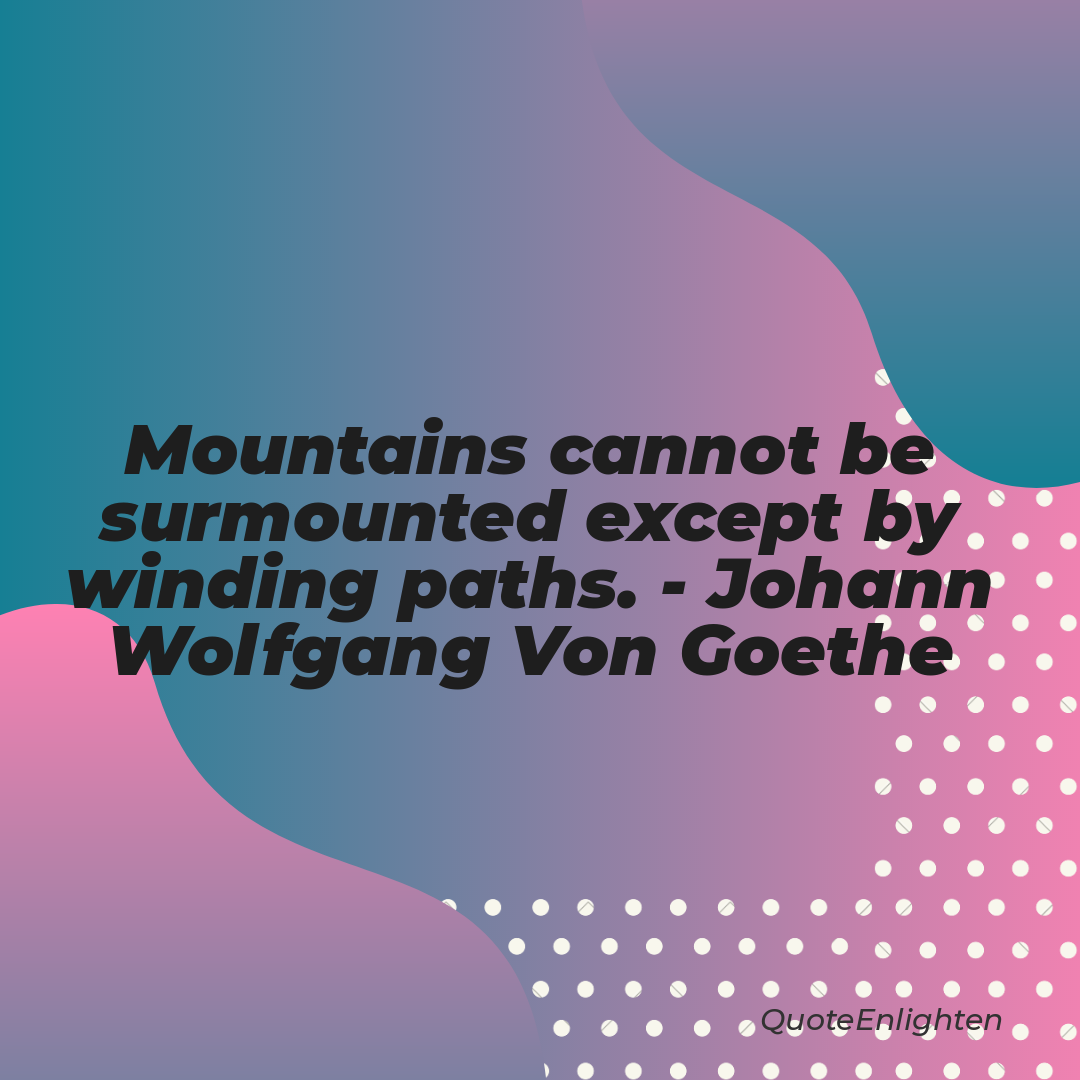 Mountains cannot be
surmounted except by
winding paths. - Johann
Wolfgang Von Goethe
QuoteEnlighten